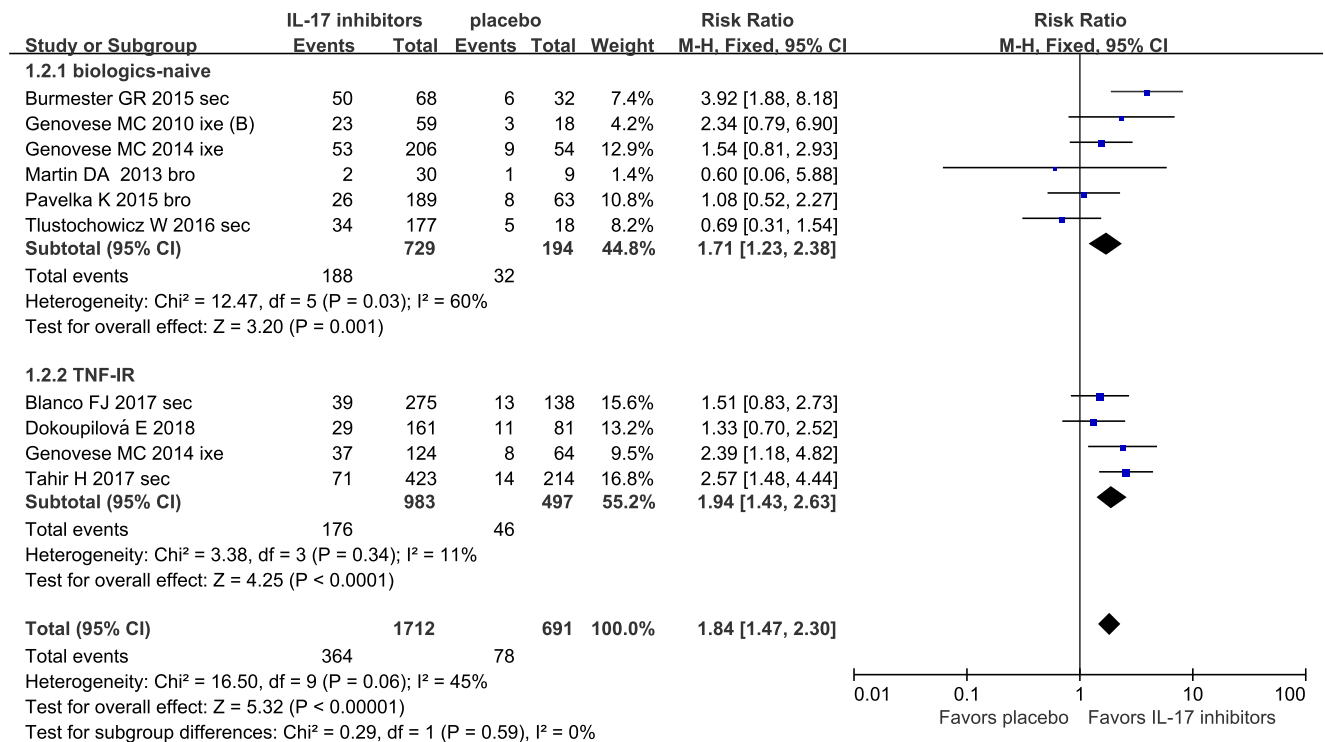 IL-17 inhibitors placebo Risk Ratio Risk Ratio
Study or Subgroup Events Total Events Total Weight M-H, Fixed, 95% CI M-H, Fixed, 95% CI
1.2.1 biologics-naive
Burmester GR 2015 sec 50 68 6 32 7.4% 3.92 [1.88, 8.18]
Genovese MC 2010 ixe (B) 23 59 3 18 4.2% 2.34 [0.79, 6.90]
Genovese MC 2014 ixe 53 206 9 54 12.9% 1.54 [0.81, 2.93]
Martin DA  2013 bro 2 30 1 9 1.4% 0.60 [0.06, 5.88]
Pavelka K 2015 bro 26 189 8 63 10.8% 1.08 [0.52, 2.27]
Tlustochowicz W 2016 sec 34 177 5 18 8.2% 0.69 [0.31, 1.54]
Subtotal (95% CI) 729 194 44.8% 1.71 [1.23, 2.38]
Total events 188 32
Heterogeneity: Chi² = 12.47, df = 5 (P = 0.03); I² = 60%
Test for overall effect: Z = 3.20 (P = 0.001)
1.2.2 TNF-IR
Blanco FJ 2017 sec 39 275 13 138 15.6% 1.51 [0.83, 2.73]
Dokoupilová E 2018 29 161 11 81 13.2% 1.33 [0.70, 2.52]
Genovese MC 2014 ixe 37 124 8 64 9.5% 2.39 [1.18, 4.82]
Tahir H 2017 sec 71 423 14 214 16.8% 2.57 [1.48, 4.44]
Subtotal (95% CI) 983 497 55.2% 1.94 [1.43, 2.63]
Total events 176 46
Heterogeneity: Chi² = 3.38, df = 3 (P = 0.34); I² = 11%
Test for overall effect: Z = 4.25 (P < 0.0001)
Total (95% CI) 1712 691 100.0% 1.84 [1.47, 2.30]
Total events 364 78
Heterogeneity: Chi² = 16.50, df = 9 (P = 0.06); I² = 45%
Test for overall effect: Z = 5.32 (P < 0.00001)
Test for subgroup differences: Chi² = 0.29, df = 1 (P = 0.59), I² = 0%
0.01 0.1 1 10 100
Favors placebo Favors IL-17 inhibitors